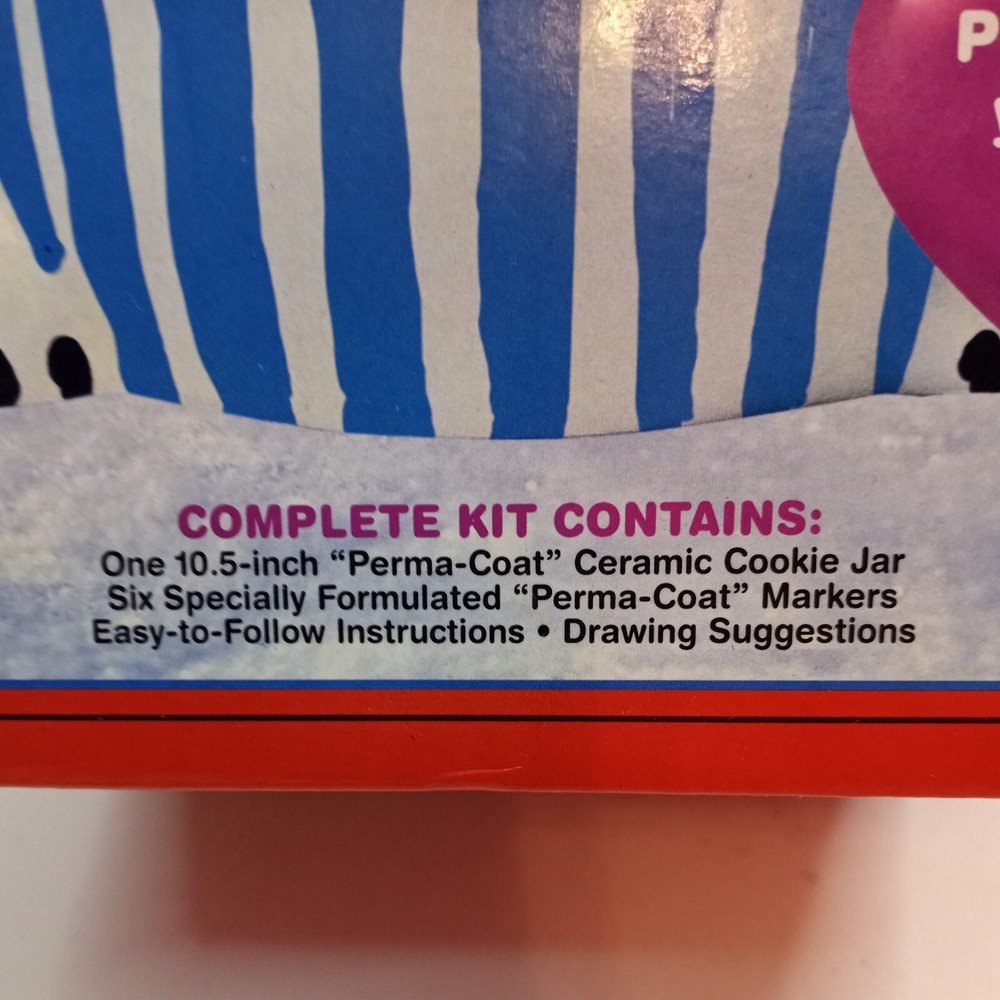 P
COMPLETE KIT CONTAINS:
One 10.5-inch “Perma-Coat” Ceramic Cookie Jar
Six Specially Formulated “Perma-Coat” Markers
Easy-to-Follow Instructions • Drawing Suggestions